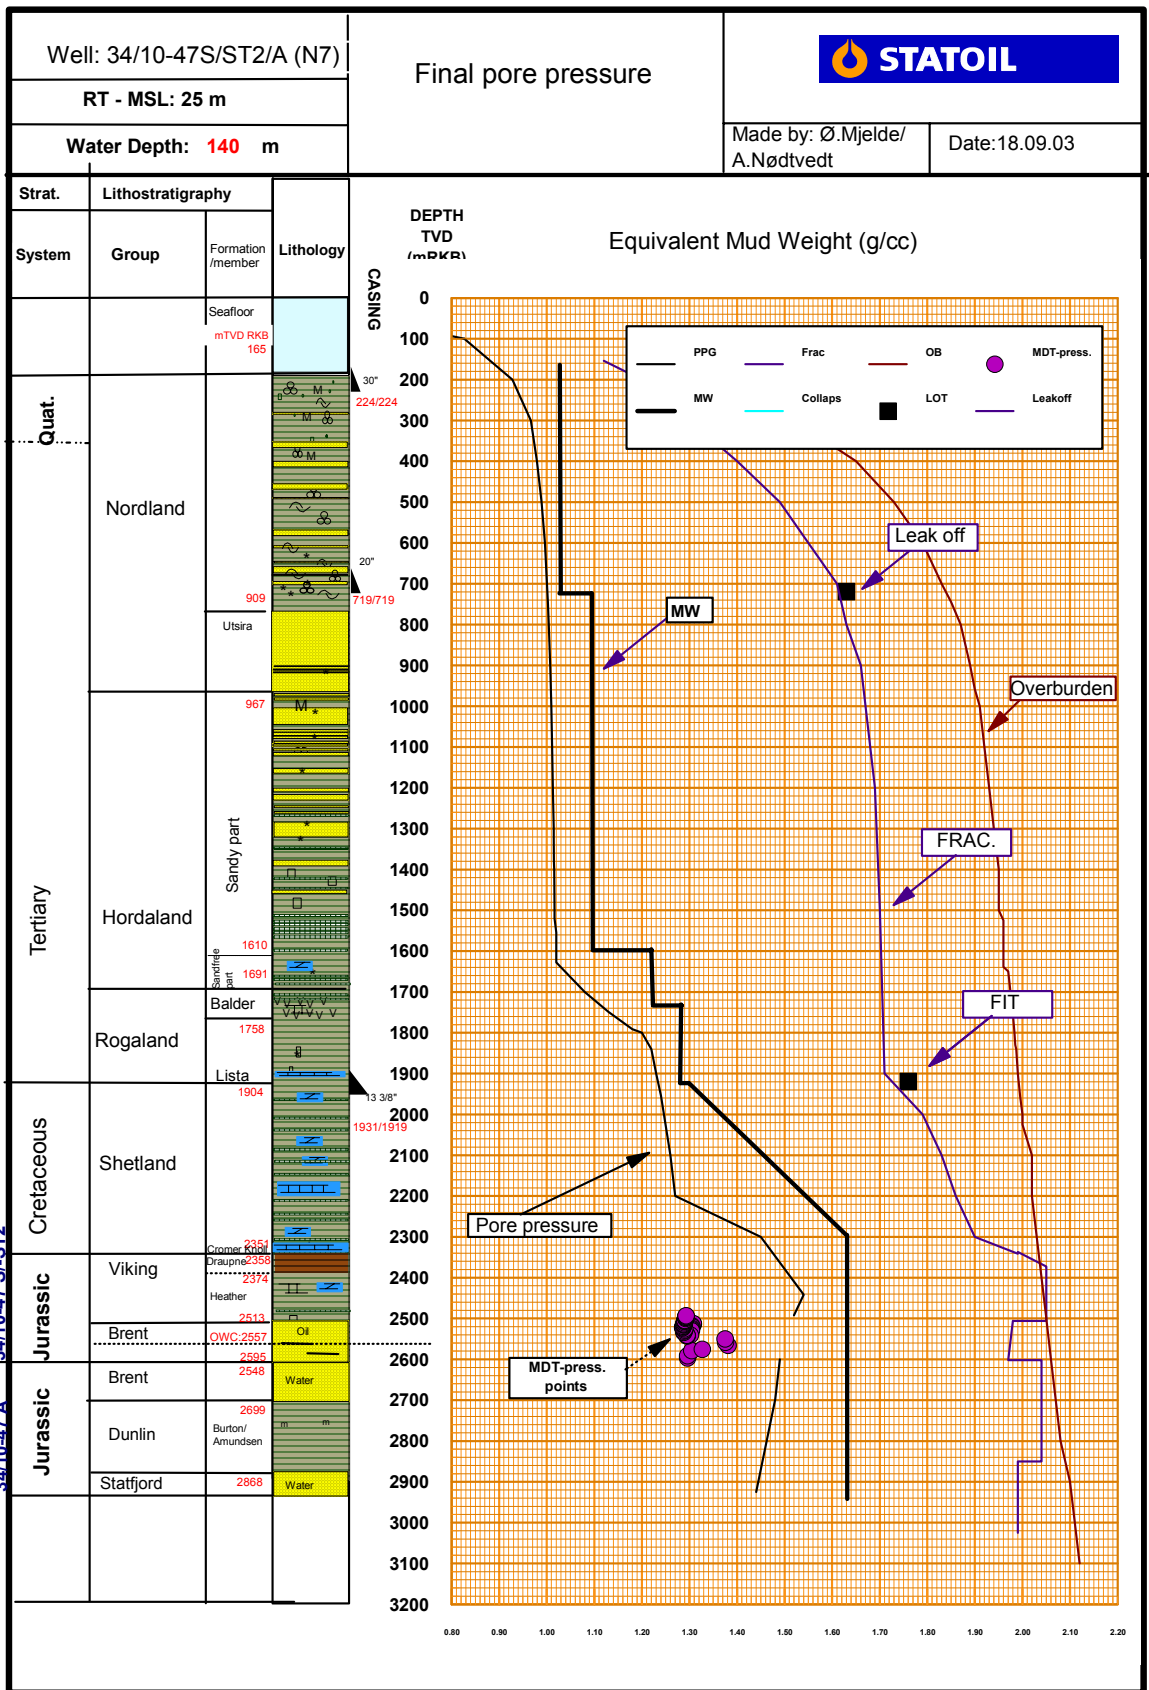 Well: 34/10-47S/ST2/A (N7)
RT - MSL: 25 m
Water Depth: 140 m
Final pore pressure
STATOIL
Made by: Ø.Mjelde/
A.Nødtvedt
Date:18.09.03
Strat.
Lithostratigraphy
System
Group
Formation
/member
Lithology
CASING
DEPTH
TVD
(mRKB)
Equivalent Mud Weight (g/cc)
Seafloor
mTVD RKB
165
Quat.
Tertiary
Cretaceous
Jurassic
Jurassic
34/10-47 A
Nordland
909
Utsira
967
Hordaland
Sandy part
1610
Sandfree
part
1691
Rogaland
Balder
1758
Lista
1904
Shetland
2351
Cromer Knoll
Draupne
2358
2374
Viking
Heather
2513
Brent
OWC:2557
2595
Brent
2548
2699
Dunlin
Burton/
Amundsen
Statfjord
2868
M
M
M
M
Oil
Water
m
m
Water
30"
224/224
20"
719/719
13 3/8"
1931/1919
0
100
200
300
400
500
600
700
800
900
1000
1100
1200
1300
1400
1500
1600
1700
1800
1900
2000
2100
2200
2300
2400
2500
2600
2700
2800
2900
3000
3100
3200
PPG
Frac
OB
MDT-press.
MW
Collaps
LOT
Leakoff
Leak off
MW
Overburden
FRAC.
FIT
Pore pressure
MDT-press.
points
0.80 0.90 1.00 1.10 1.20 1.30 1.40 1.50 1.60 1.70 1.80 1.90 2.00 2.10 2.20